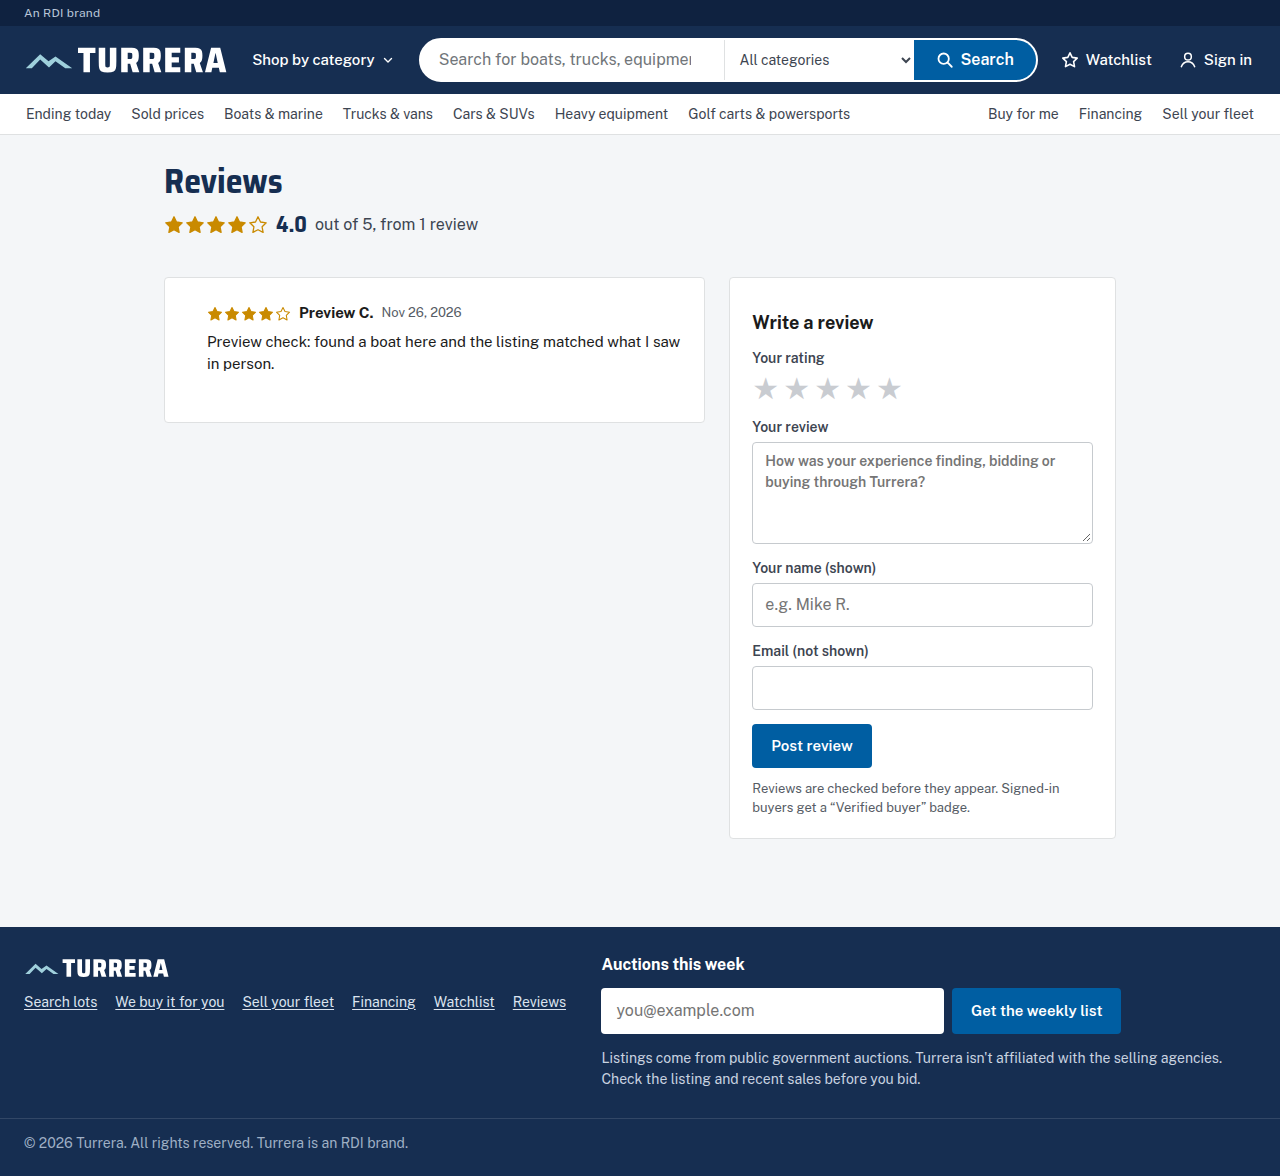 An RDI brand
TURRERA
Shop by category
Search for boats, trucks, equipmer
All categories
Search
Watchlist
Sign in
Ending today
Sold prices
Boats & marine
Trucks & vans
Cars & SUVs
Heavy equipment
Golf carts & powersports
Buy for me
Financing
Sell your fleet
Reviews
4.0 out of 5, from 1 review
Preview C. Nov 26, 2026
Preview check: found a boat here and the listing matched what I saw
in person.
Write a review
Your rating
Your review
How was your experience finding, bidding or
buying through Turrera?
Your name (shown)
e.g. Mike R.
Email (not shown)
Post review
Reviews are checked before they appear. Signed-in
buyers get a “Verified buyer” badge.
TURRERA
Search lots
We buy it for you
Sell your fleet
Financing
Watchlist
Reviews
Auctions this week
you@example.com
Get the weekly list
Listings come from public government auctions. Turrera isn't affiliated with the selling agencies.
Check the listing and recent sales before you bid.
© 2026 Turrera. All rights reserved. Turrera is an RDI brand.